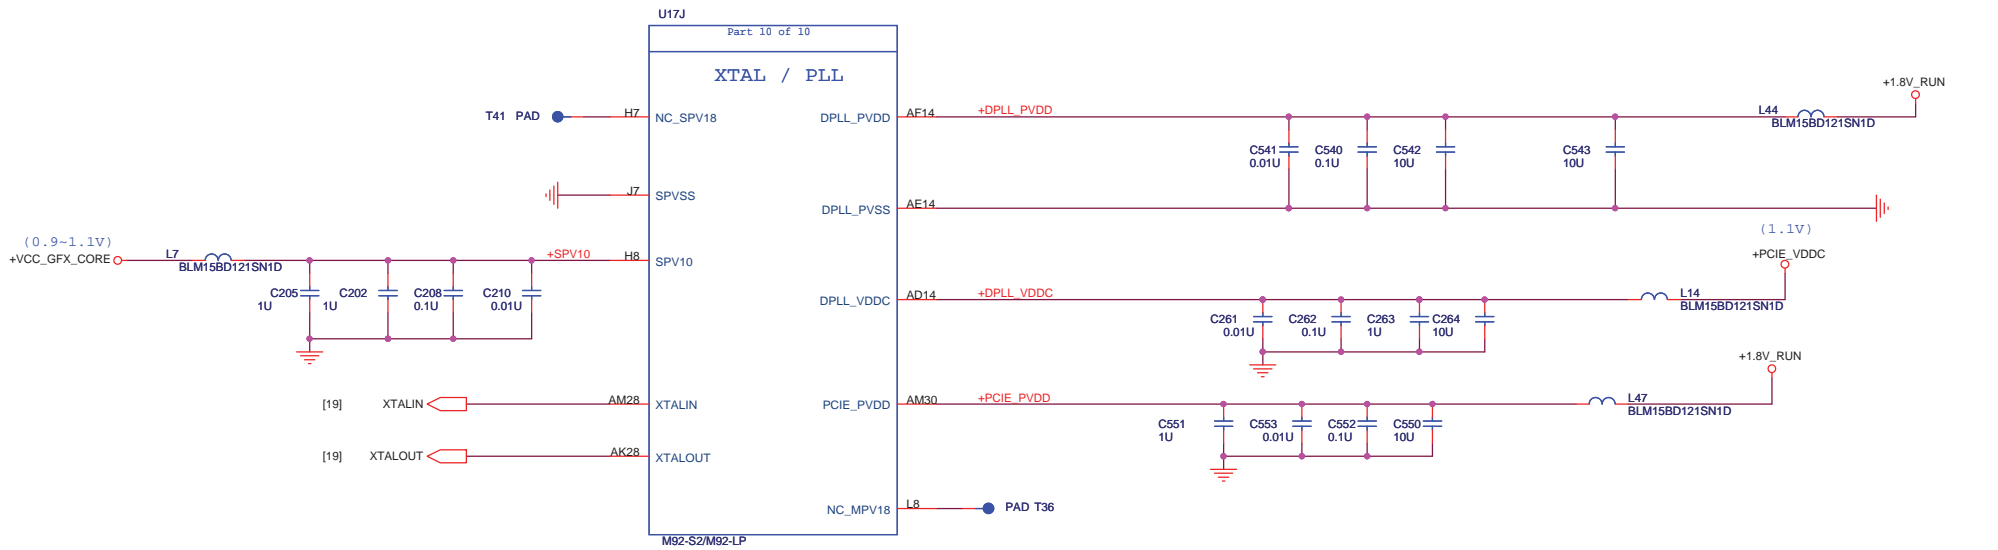 U17J
Part 10 of 10
XTAL / PLL
+1.8V_RUN
T41 PAD
H7
NC_SPV18
DPLL_PVDD
AF14
+DPLL_PVDD
L44
BLM15BD121SN1D
C541
0.01U
C540
0.1U
C542
10U
C543
10U
J7
SPVSS
DPLL_PVSS
AE14
(0.9~1.1V)
+VCC_GFX_CORE
L7
BLM15BD121SN1D
+SPV10
H8
SPV10
(1.1V)
+PCIE_VDDC
C205
1U
C202
1U
C208
0.1U
C210
0.01U
DPLL_VDDC
AD14
+DPLL_VDDC
L14
BLM15BD121SN1D
C261
0.01U
C262
0.1U
C263
1U
C264
10U
+1.8V_RUN
[19]
XTALIN
AM28
XTALIN
PCIE_PVDD
AM30
+PCIE_PVDD
L47
BLM15BD121SN1D
C551
1U
C553
0.01U
C552
0.1U
C550
10U
[19]
XTALOUT
AK28
XTALOUT
NC_MPV18
L8
PAD T36
M92-S2/M92-LP